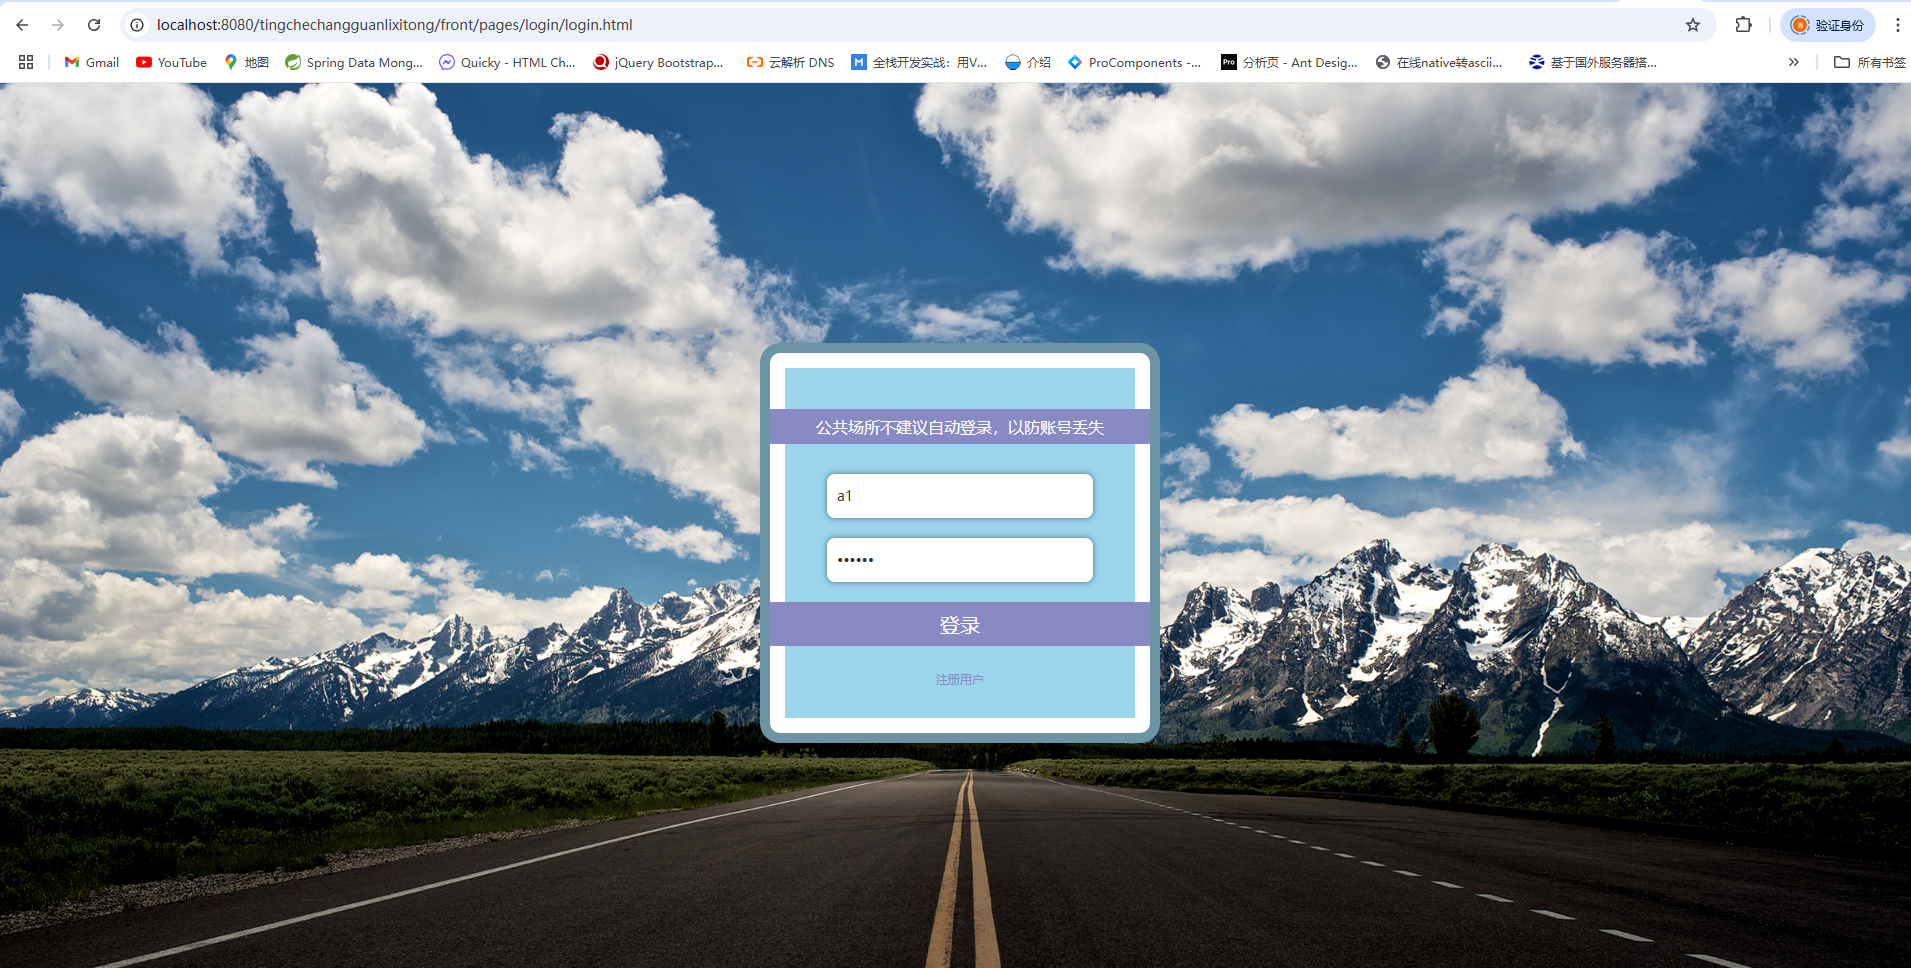 localhost:8080/tingchechangguanlixitong/front/pages/login/login.html
验证身份
Gmail
YouTube
地图
Spring Data Mong...
Quicky - HTML Ch...
jQuery Bootstrap...
云解析 DNS
全栈开发实战：用V...
介绍
ProComponents -...
Pro
分析页 - Ant Desig...
在线native转ascii...
基于国外服务器搭...
所有书签
公共场所不建议自动登录，以防账号丢失
a1
••••••
登录
注册用户